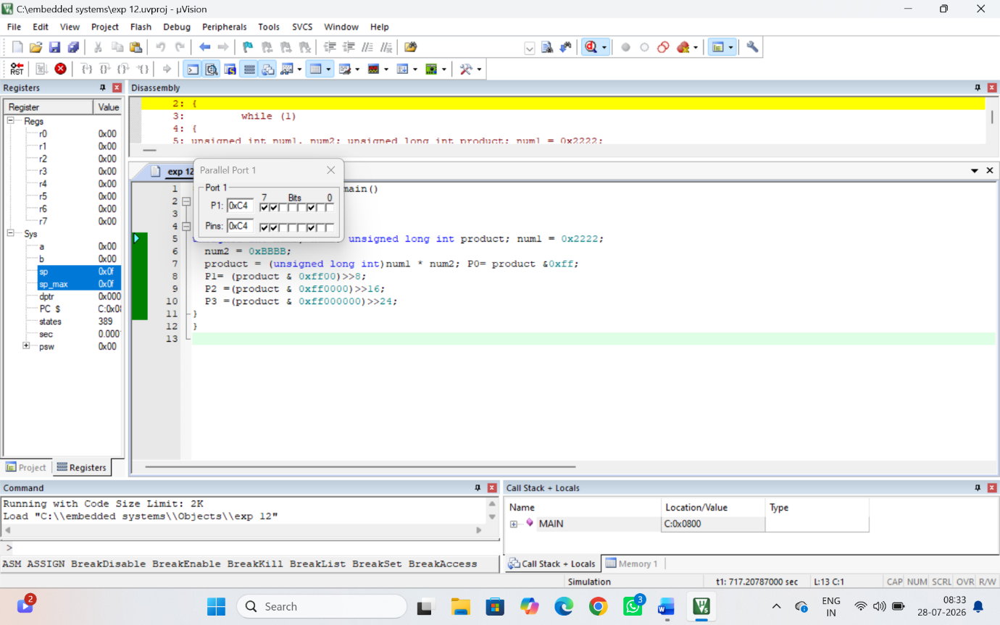 C:\embedded systems\exp 12.uvproj - µVision
File Edit View Project Flash Debug Peripherals Tools SVCS Window Help
RST
Registers
Register Value
Regs
r0 0x00
r1 0x00
r2 0x00
r3 0x00
r4 0x00
r5 0x00
r6 0x00
r7 0x00
Sys
a 0x00
b 0x00
sp 0x0f
sp_max 0x0f
dptr 0x000
PC $ C:0x08
states 389
sec 0.000
psw 0x00
Project Registers
Disassembly
2: {
3: while (1)
4: {
5: unsigned int num1, num2; unsigned long int product; num1 = 0x2222;
exp 12
Parallel Port 1
Port 1
7 Bits 0
P1: 0xC4
Pins: 0xC4
1 main()
2
3
4
5 unsigned long int product; num1 = 0x2222;
6 num2 = 0xBBBB;
7 product = (unsigned long int)num1 * num2; P0= product &0xff;
8 P1= (product & 0xff00)>>8;
9 P2 =(product & 0xff0000)>>16;
10 P3 =(product & 0xff000000)>>24;
11 }
12 }
13
Command
Running with Code Size Limit: 2K
Load "C:\\embedded systems\\Objects\\exp 12"
>
ASM ASSIGN BreakDisable BreakEnable BreakKill BreakList BreakSet BreakAccess
Call Stack + Locals
Name Location/Value Type
MAIN C:0x0800
Call Stack + Locals Memory 1
Simulation t1: 717.20787000 sec L:13 C:1 CAP NUM SCRL OVR R/W
2
Search
3
ENG
IN
08:33
28-07-2026